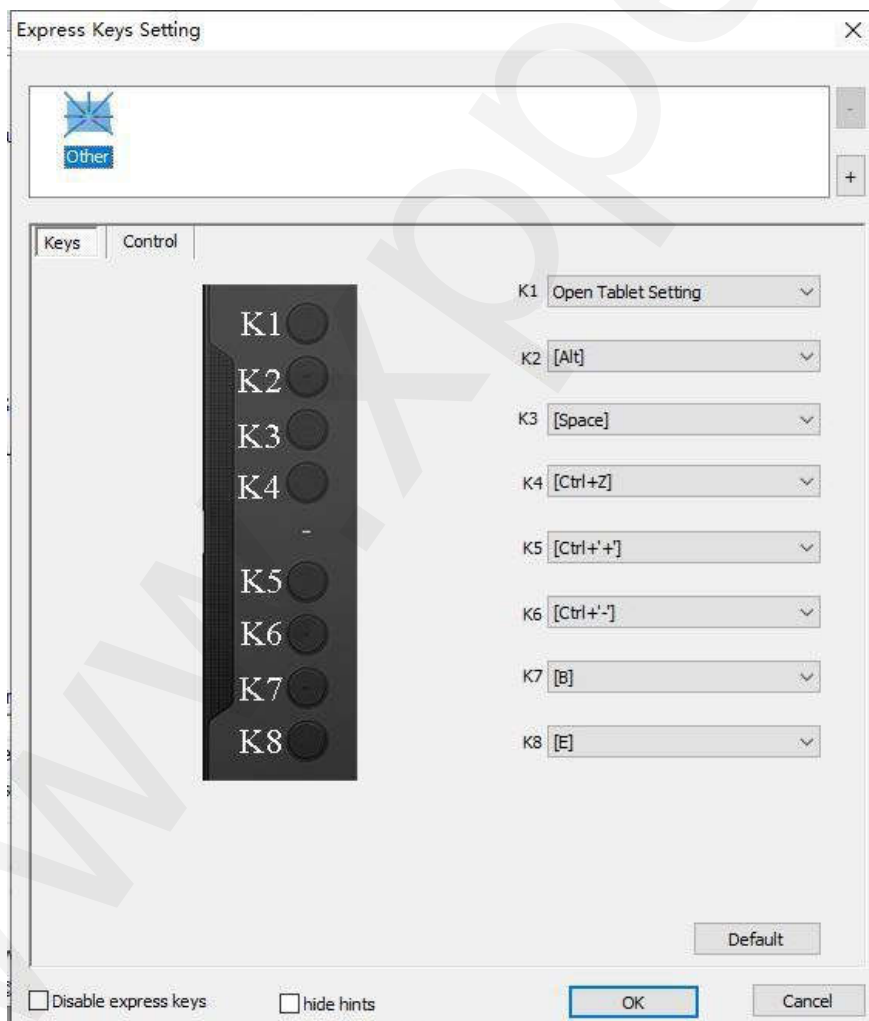 Express Keys Setting
Other
-
+
Keys Control
K1
K2
K3
K4
K5
K6
K7
K8
K1 Open Tablet Setting
K2 [Alt]
K3 [Space]
K4 [Ctrl+Z]
K5 [Ctrl+'+']
K6 [Ctrl+'-']
K7 [B]
K8 [E]
Default
Disable express keys
hide hints
OK
Cancel